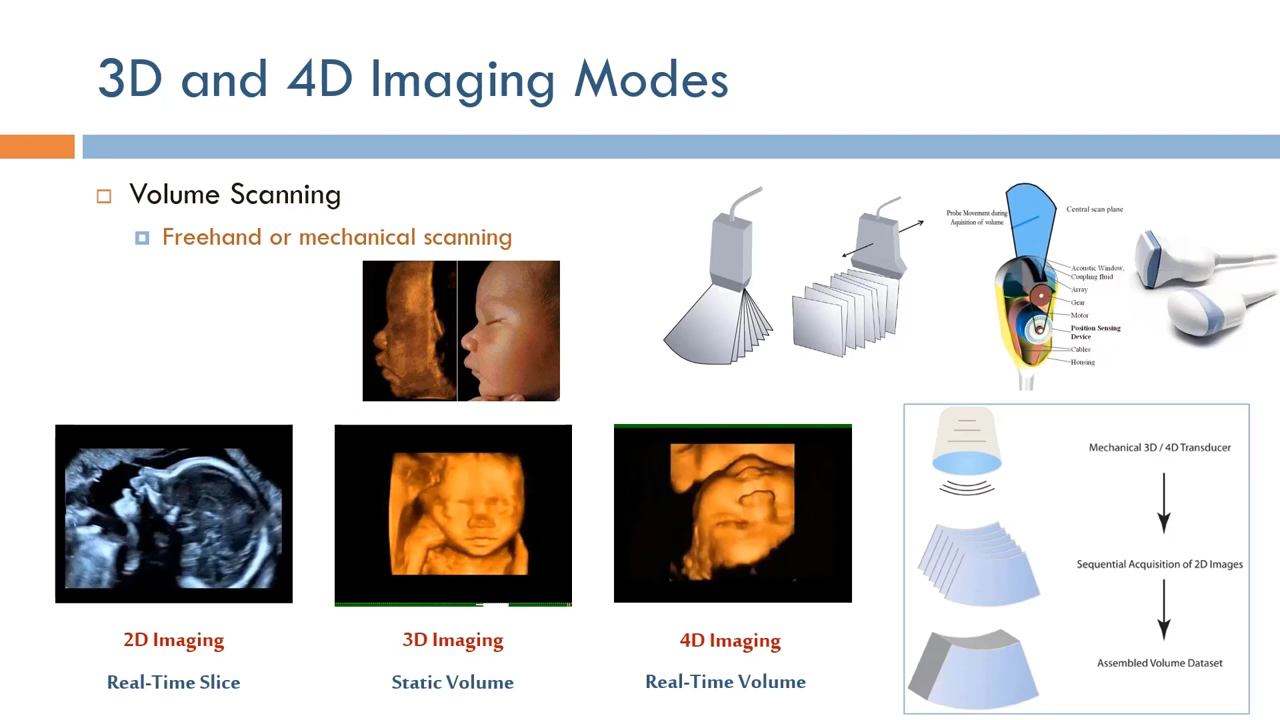 3D and 4D Imaging Modes
Volume Scanning
Freehand or mechanical scanning
Probe Movement during
Aquisition of volume
Central scan plane
Acoustic Window,
Coupling fluid
Array
Gear
Motor
Position Sensing
Device
Cables
Housing
2D Imaging
Real-Time Slice
3D Imaging
Static Volume
4D Imaging
Real-Time Volume
Mechanical 3D / 4D Transducer
Sequential Acquisition of 2D Images
Assembled Volume Dataset